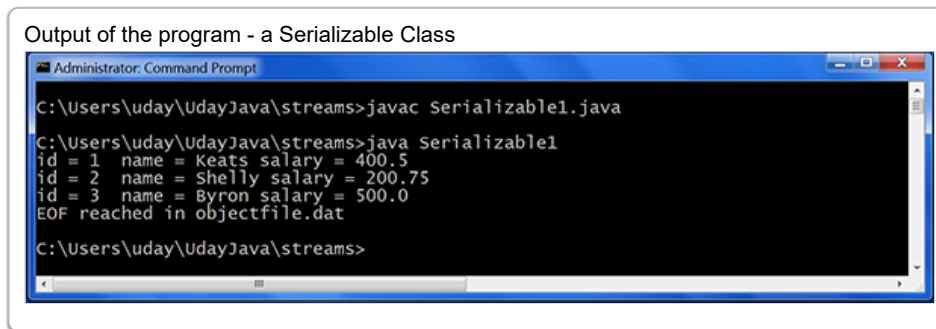 Output of the program - a Serializable Class
Administrator: Command Prompt
C:\Users\uday\UdayJava\streams>javac Serializable1.java
C:\Users\uday\UdayJava\streams>java Serializable1
id = 1  name = Keats salary = 400.5
id = 2  name = Shelly salary = 200.75
id = 3  name = Byron salary = 500.0
EOF reached in objectfile.dat
C:\Users\uday\UdayJava\streams>